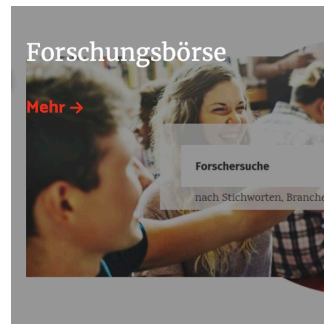 Forschungsbörse
Mehr →
Forschersuche
nach Stichworten, Branche